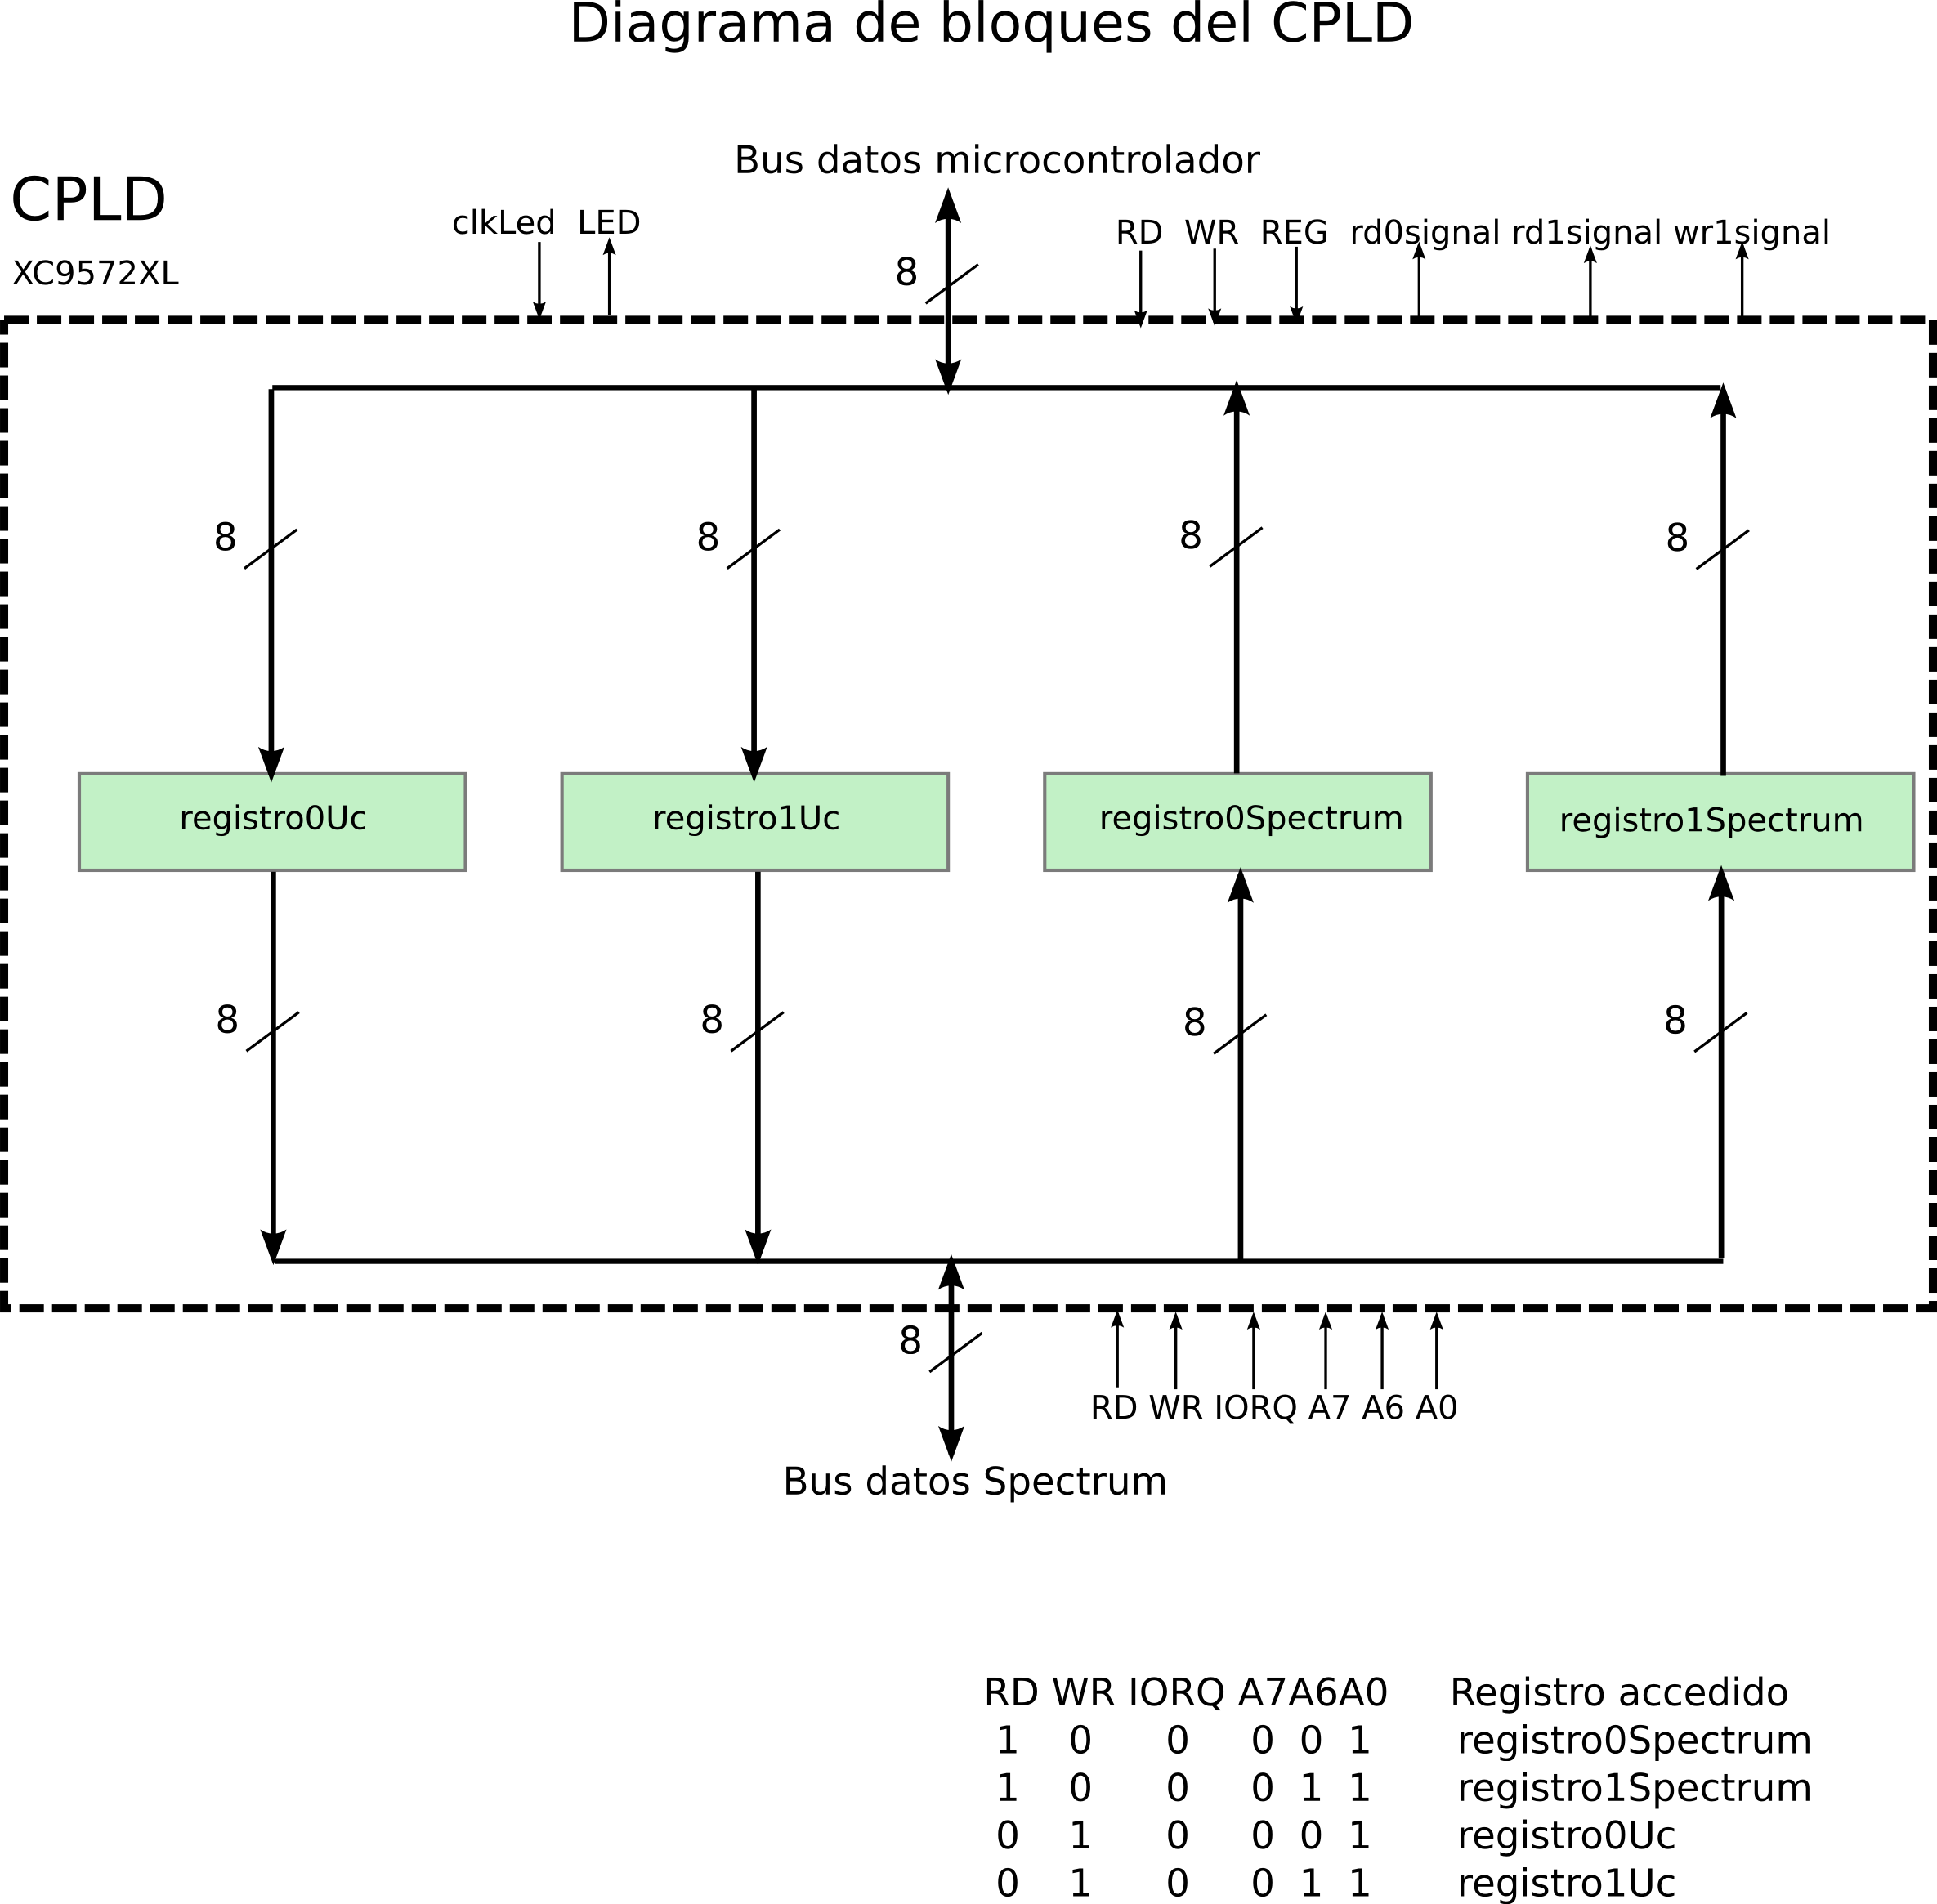 Diagrama de bloques del CPLD
Bus datos microcontrolador
CPLD
clkLed LED
RD WR REG rd0signal rd1signal wr1signal
XC9572XL
8
8 8 8 8
registro0Uc registro1Uc registro0Spectrum registro1Spectrum
8 8 8 8
8
RD WR IORQ A7 A6 A0
Bus datos Spectrum
RD WR IORQ A7A6A0 Registro accedido
1 0 0 0 0 1 registro0Spectrum
1 0 0 0 1 1 registro1Spectrum
0 1 0 0 0 1 registro0Uc
0 1 0 0 1 1 registro1Uc